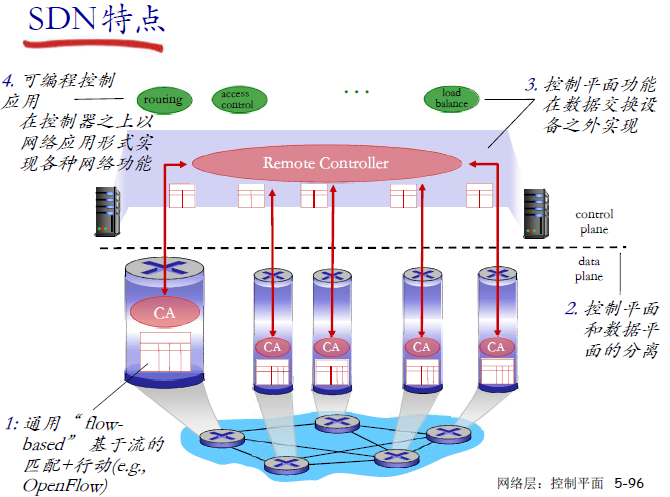 SDN特点
4. 可编程控制
应用
在控制器之上以
网络应用形式实
现各种网络功能
routing
access
control
...
load
balance
3. 控制平面功能
在数据交换设
备之外实现
Remote Controller
control
plane
data
plane
CA
CA
CA
CA
CA
2. 控制平面
和数据平
面的分离
1: 通用“flow-
based”基于流的
匹配+行动(e.g.,
OpenFlow)
网络层：控制平面 5-96